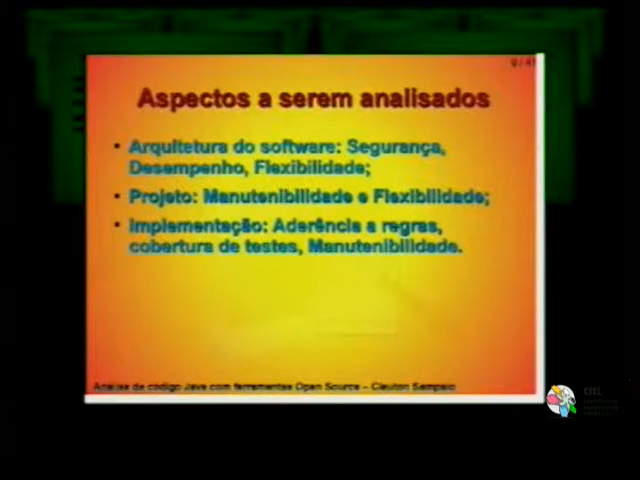 Aspectos a serem analisados
• Arquitetura do software: Segurança,
Desempenho, Flexibilidade;
• Projeto: Manutenibilidade e Flexibilidade;
• Implementação: Aderência a regras,
cobertura de testes, Manutenibilidade.
Análise de código Java com ferramentas Open Source – Cleuton Sampaio